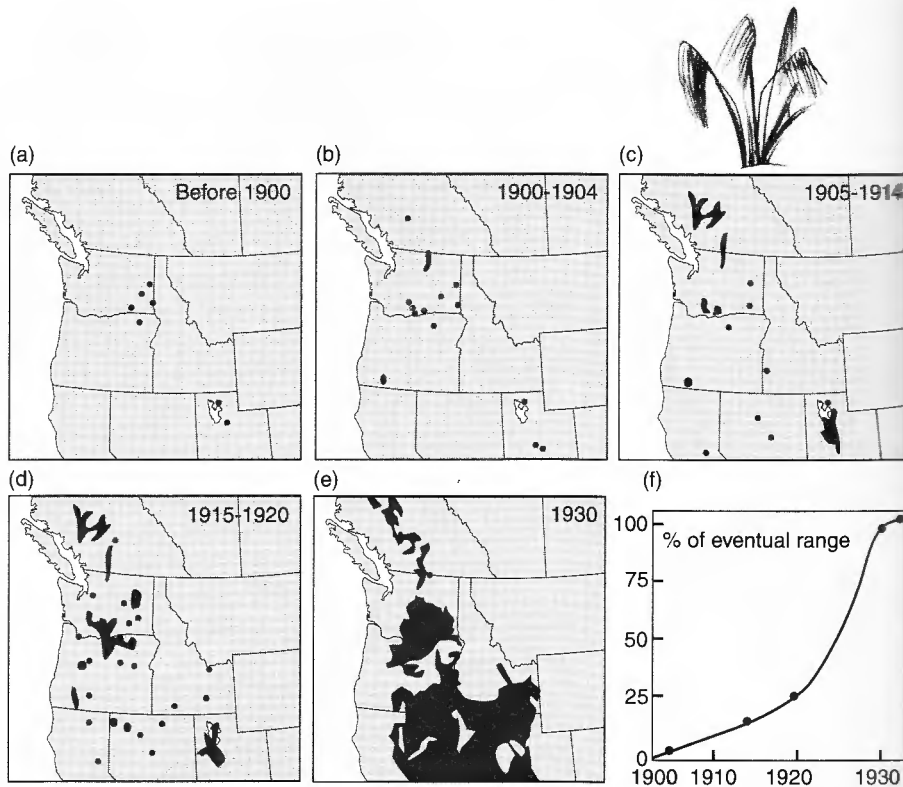 (a)
Before 1900
(b)
1900-1904
(c)
1905-1914
(d)
1915-1920
(e)
1930
(f)
% of eventual range
100
75
50
25
0
1900 1910 1920 1930